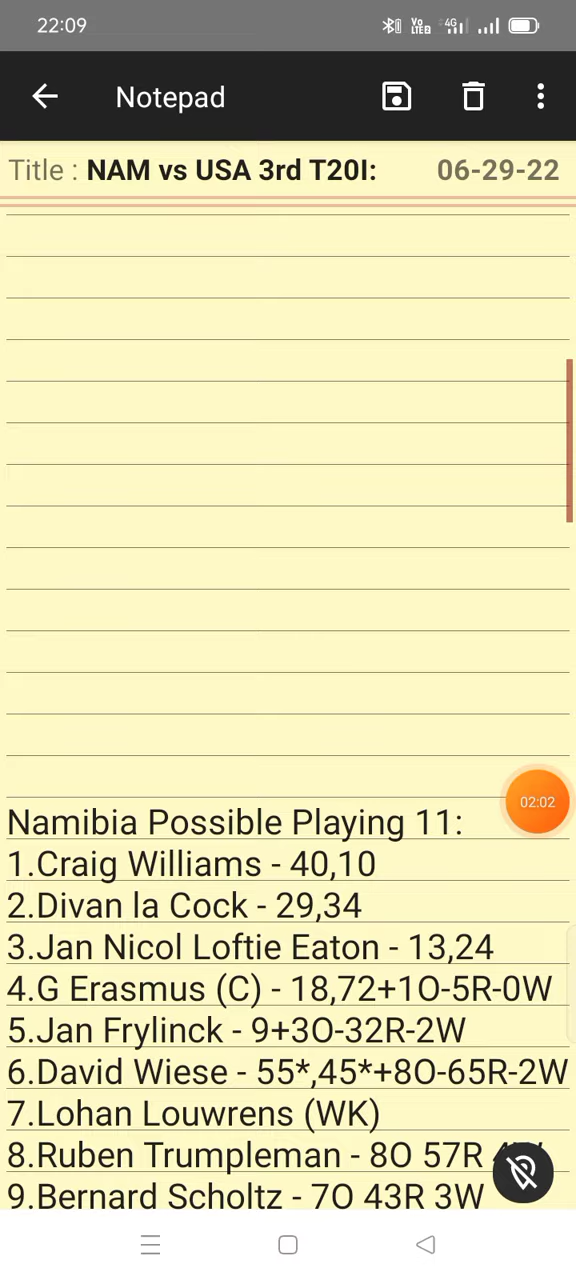 22:09
Vo LTE2 4G
Notepad
Title : NAM vs USA 3rd T20I: 06-29-22
02:02
Namibia Possible Playing 11:
1.Craig Williams - 40,10
2.Divan la Cock - 29,34
3.Jan Nicol Loftie Eaton - 13,24
4.G Erasmus (C) - 18,72+1O-5R-0W
5.Jan Frylinck - 9+3O-32R-2W
6.David Wiese - 55*,45*+8O-65R-2W
7.Lohan Louwrens (WK)
8.Ruben Trumpleman - 8O 57R
9.Bernard Scholtz - 7O 43R 3W